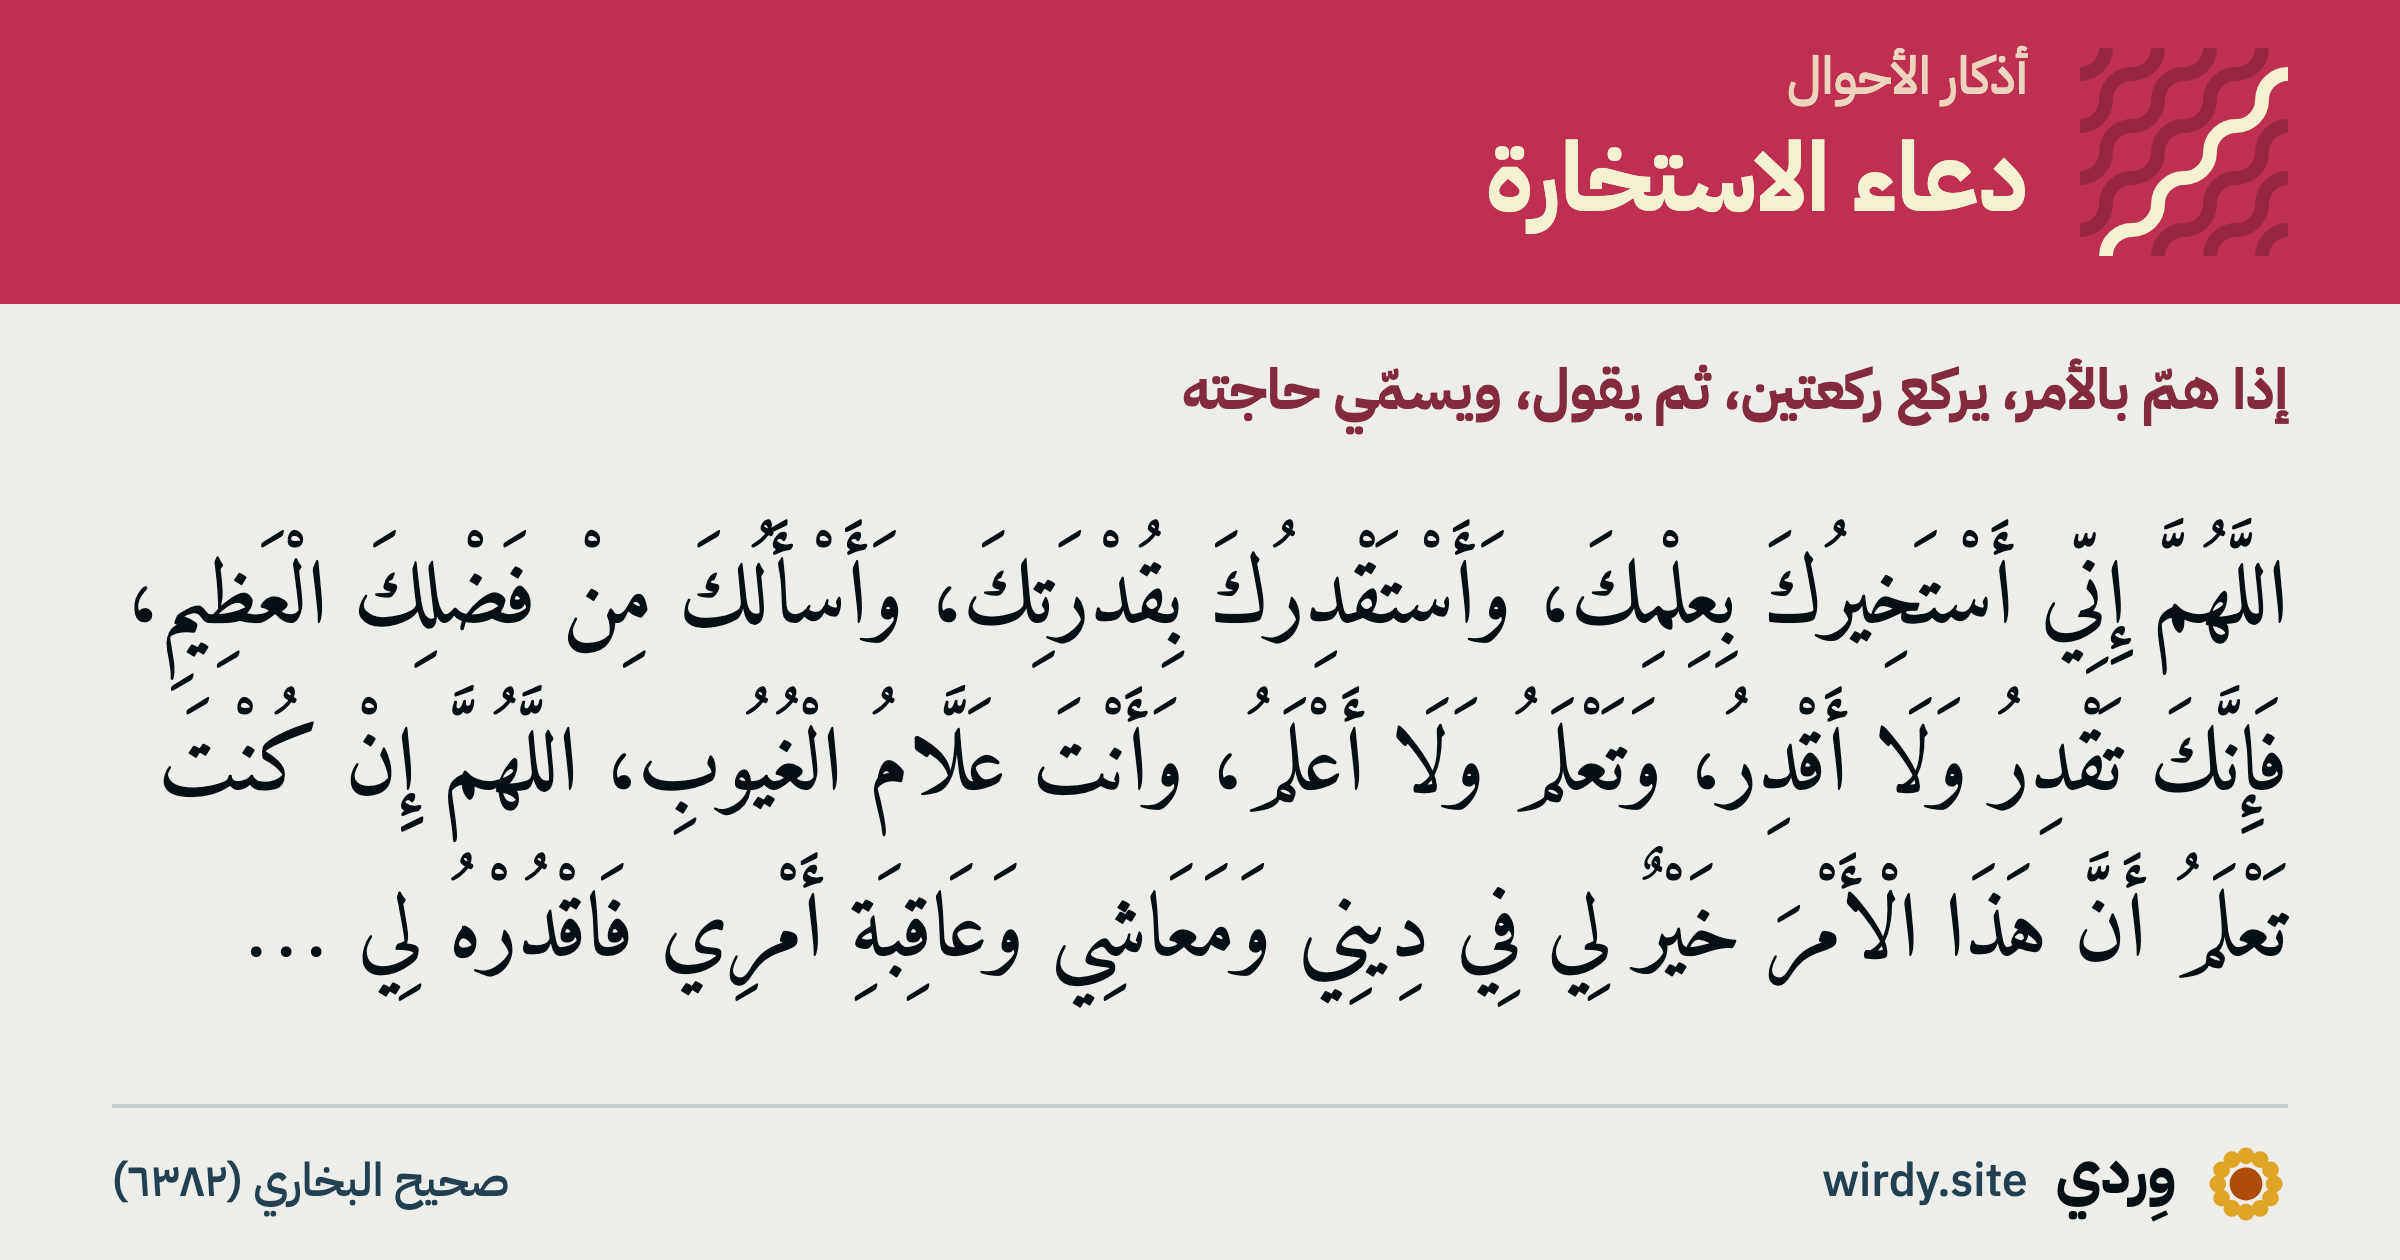 أذكار الأحوال
دعاء الاستخارة
إذا همّ بالأمر، يركع ركعتين، ثم يقول، ويسمّي حاجته
اللَّهُمَّ إِنِّي أَسْتَخِيرُكَ بِعِلْمِكَ، وَأَسْتَقْدِرُكَ بِقُدْرَتِكَ، وَأَسْأَلُكَ مِنْ فَضْلِكَ الْعَظِيمِ،
فَإِنَّكَ تَقْدِرُ وَلَا أَقْدِرُ، وَتَعْلَمُ وَلَا أَعْلَمُ، وَأَنْتَ عَلَّامُ الْغُيُوبِ، اللَّهُمَّ إِنْ كُنْتَ
تَعْلَمُ أَنَّ هَذَا الْأَمْرَ خَيْرٌ لِي فِي دِينِي وَمَعَاشِي وَعَاقِبَةِ أَمْرِي فَاقْدُرْهُ لِي ...
وِردي wirdy.site
صحيح البخاري (٦٣٨٢)